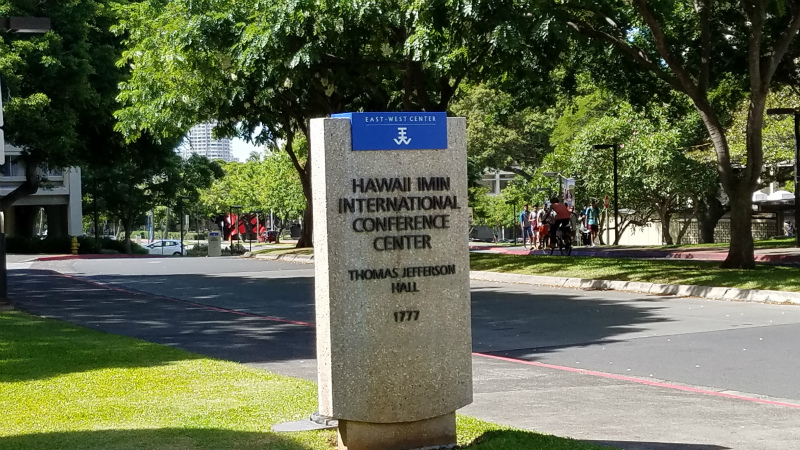 EAST-WEST CENTER
HAWAII IMIN
INTERNATIONAL
CONFERENCE
CENTER
THOMAS JEFFERSON
HALL
1777